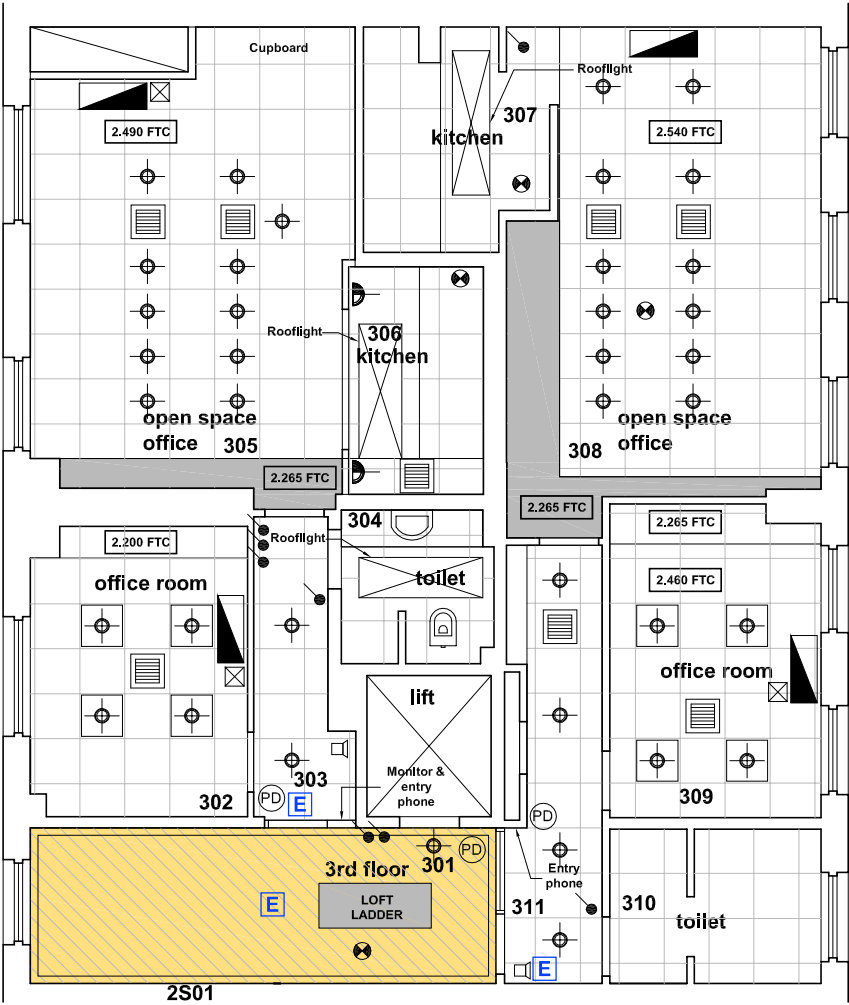 Cupboard
Rooflight
307
kitchen
2.490 FTC
2.540 FTC
Rooflight
306
kitchen
open space
office 305
open space
office
308
2.265 FTC
2.265 FTC
304
2.265 FTC
Rooflight
2.200 FTC
toilet
office room
2.460 FTC
office room
lift
Monitor &
entry
phone
303
302
PD
E
309
PD
3rd floor
301
PD
Entry
phone
E
LOFT
LADDER
311
310
toilet
E
2S01